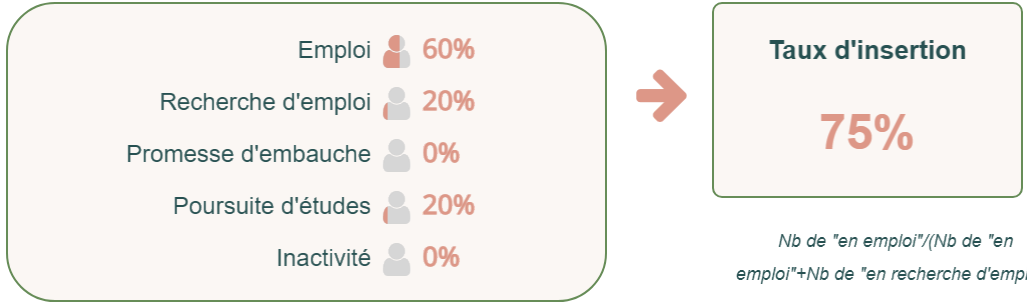 Emploi 60%
Recherche d'emploi 20%
Promesse d'embauche 0%
Poursuite d'études 20%
Inactivité 0%
Taux d'insertion
75%
Nb de "en emploi"/(Nb de "en
emploi"+Nb de "en recherche